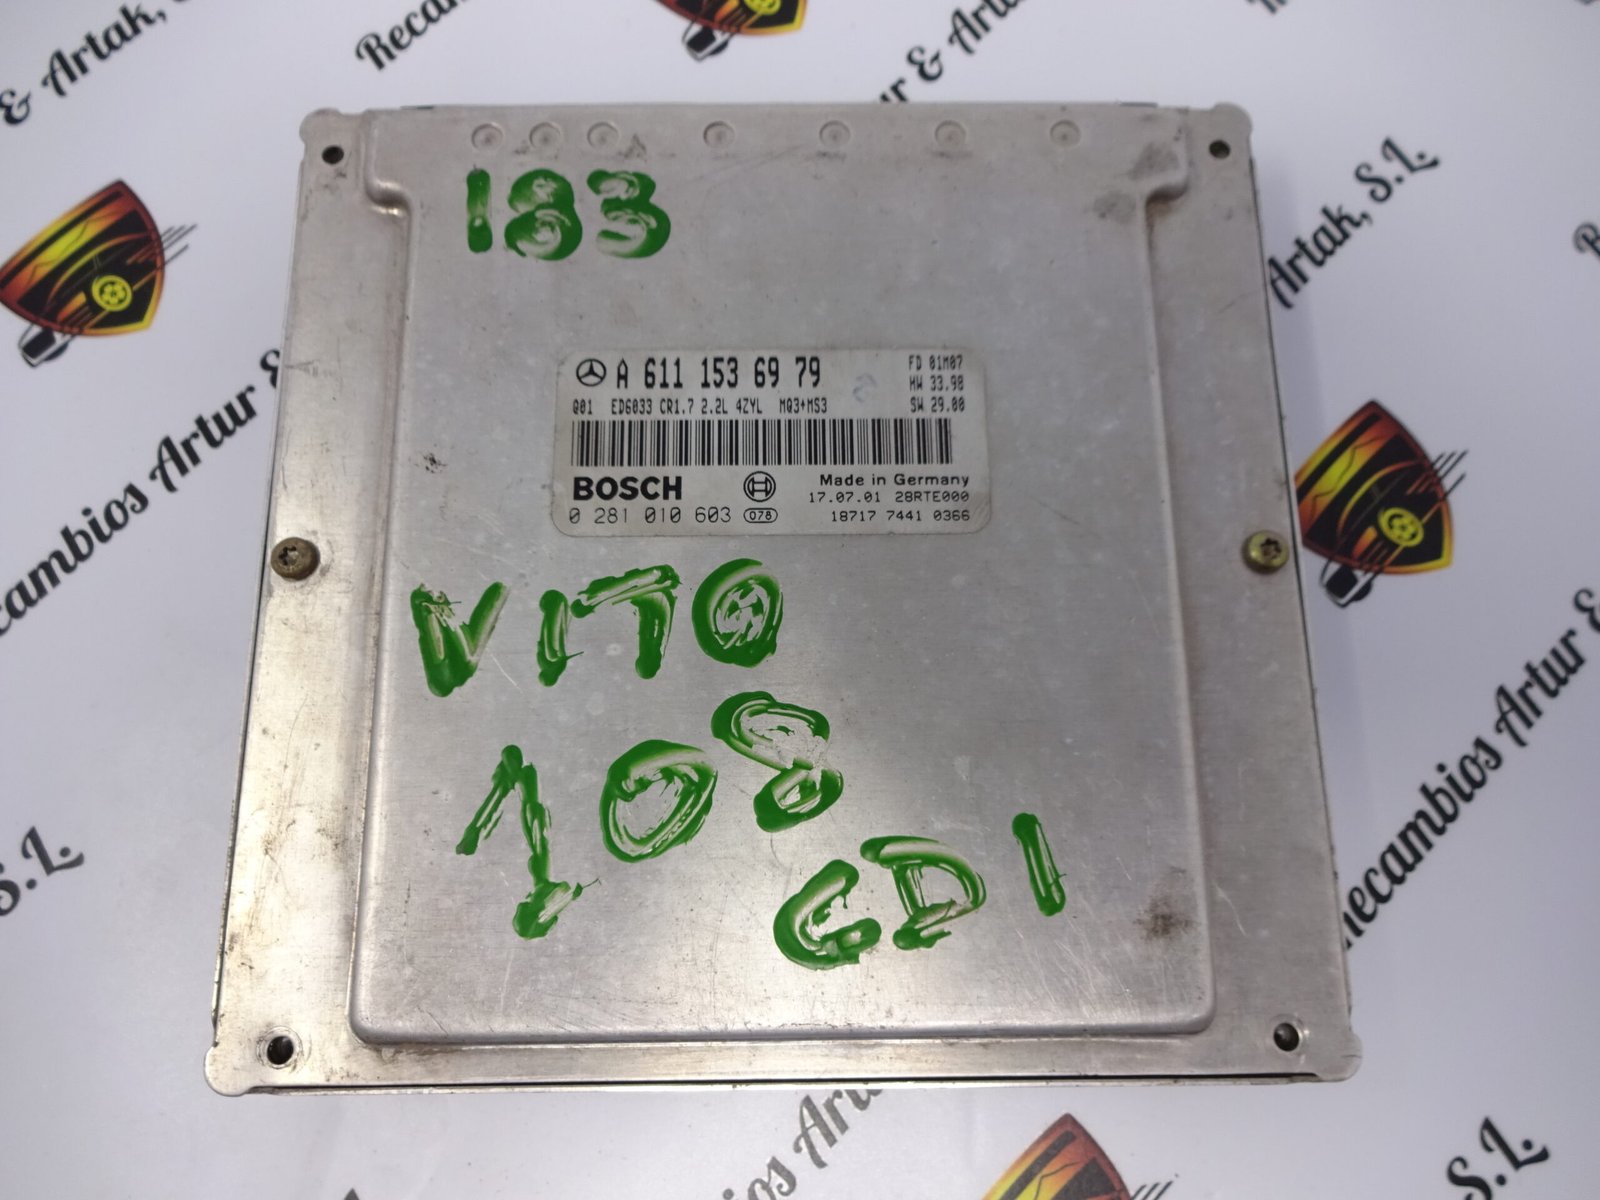 Recambios Artur & Artak, S.L.
183
A 611 153 69 79
FD 01M07
Q01 ED6033 CR1.7 2.2L 4ZYL MQ3+MS3
HW 33.98
SW 29.00
BOSCH
Made in Germany
17.07.01 28RTE000
0 281 010 603 078
18717 7441 0366
VITO
108
CDI